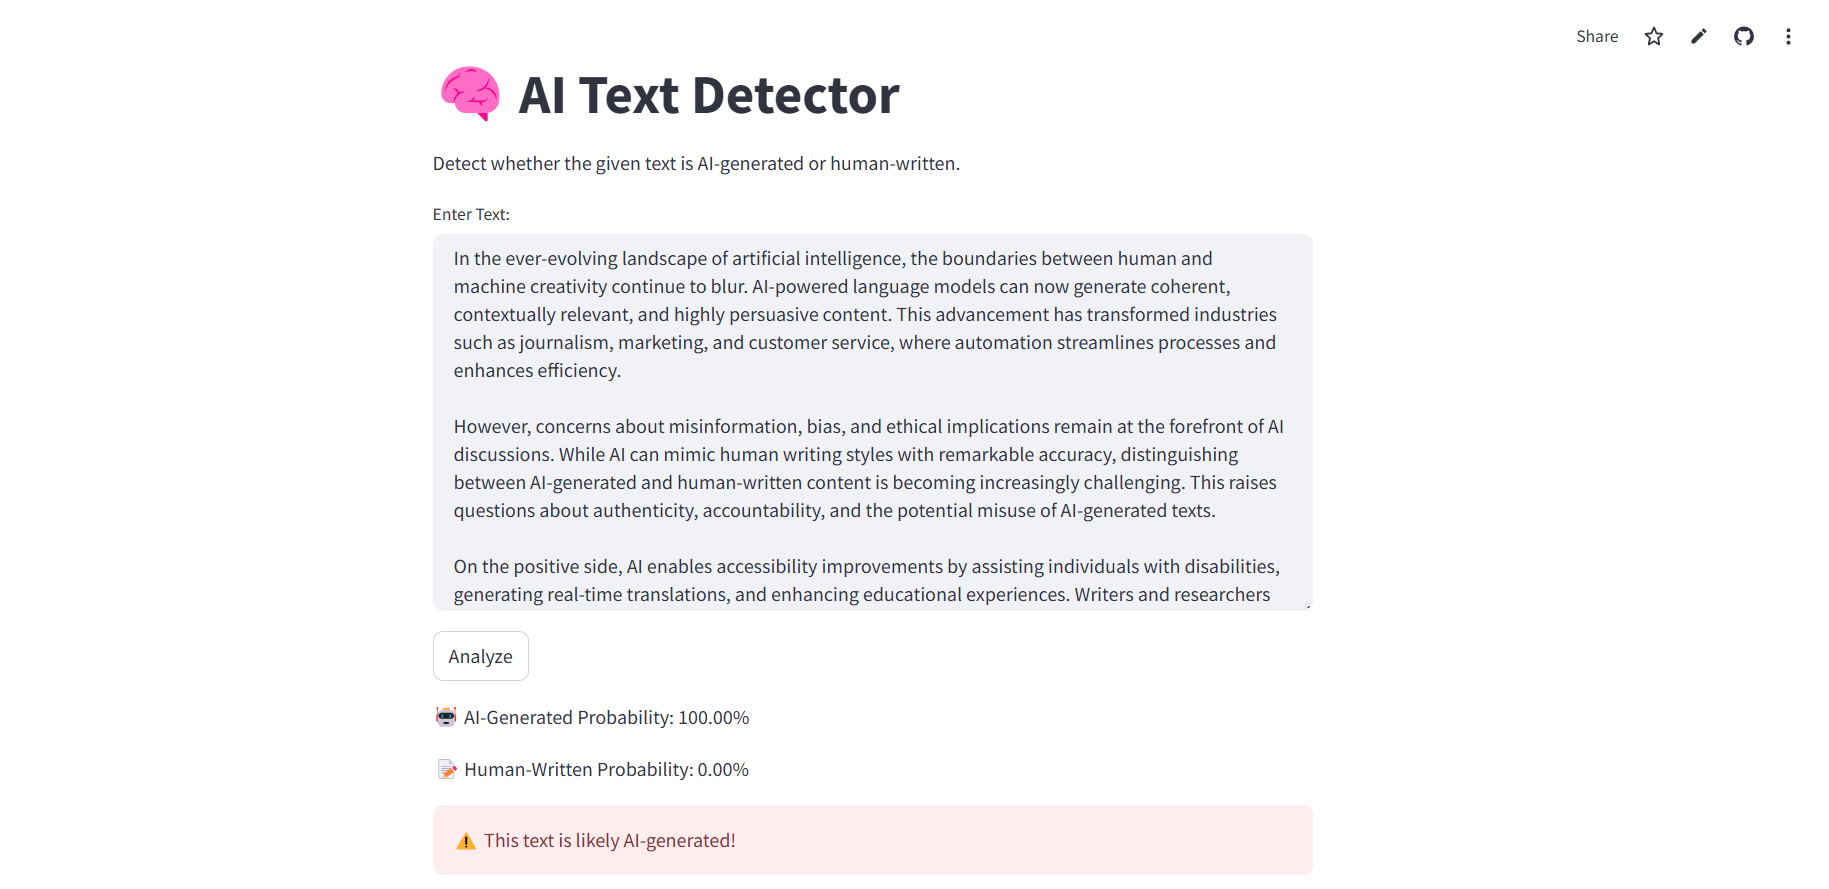 Share
AI Text Detector
Detect whether the given text is AI-generated or human-written.
Enter Text:
In the ever-evolving landscape of artificial intelligence, the boundaries between human and
machine creativity continue to blur. AI-powered language models can now generate coherent,
contextually relevant, and highly persuasive content. This advancement has transformed industries
such as journalism, marketing, and customer service, where automation streamlines processes and
enhances efficiency.
However, concerns about misinformation, bias, and ethical implications remain at the forefront of AI
discussions. While AI can mimic human writing styles with remarkable accuracy, distinguishing
between AI-generated and human-written content is becoming increasingly challenging. This raises
questions about authenticity, accountability, and the potential misuse of AI-generated texts.
On the positive side, AI enables accessibility improvements by assisting individuals with disabilities,
generating real-time translations, and enhancing educational experiences. Writers and researchers
Analyze
AI-Generated Probability: 100.00%
Human-Written Probability: 0.00%
This text is likely AI-generated!